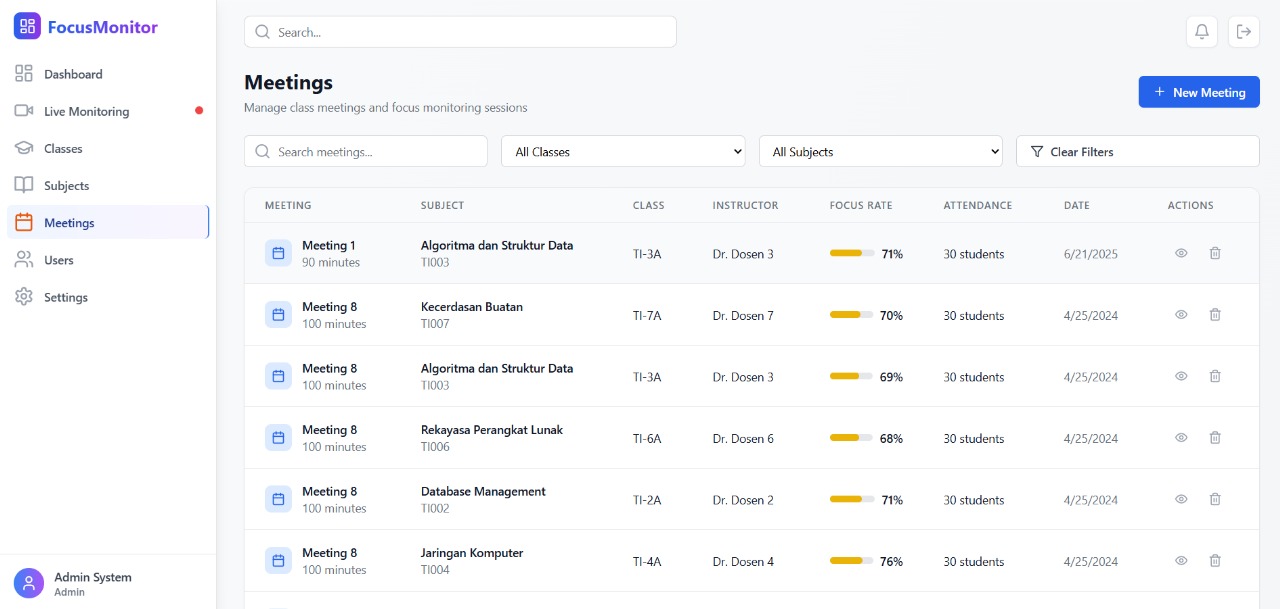 FocusMonitor
Dashboard
Live Monitoring
Classes
Subjects
Meetings
Users
Settings
Admin System
Admin
Search...
Meetings
Manage class meetings and focus monitoring sessions
New Meeting
Search meetings...
All Classes
All Subjects
Clear Filters
MEETING SUBJECT CLASS INSTRUCTOR FOCUS RATE ATTENDANCE DATE ACTIONS
Meeting 1 Algoritma dan Struktur Data
90 minutes TI003 TI-3A Dr. Dosen 3 71% 30 students 6/21/2025
Meeting 8 Kecerdasan Buatan
100 minutes TI007 TI-7A Dr. Dosen 7 70% 30 students 4/25/2024
Meeting 8 Algoritma dan Struktur Data
100 minutes TI003 TI-3A Dr. Dosen 3 69% 30 students 4/25/2024
Meeting 8 Rekayasa Perangkat Lunak
100 minutes TI006 TI-6A Dr. Dosen 6 68% 30 students 4/25/2024
Meeting 8 Database Management
100 minutes TI002 TI-2A Dr. Dosen 2 71% 30 students 4/25/2024
Meeting 8 Jaringan Komputer
100 minutes TI004 TI-4A Dr. Dosen 4 76% 30 students 4/25/2024